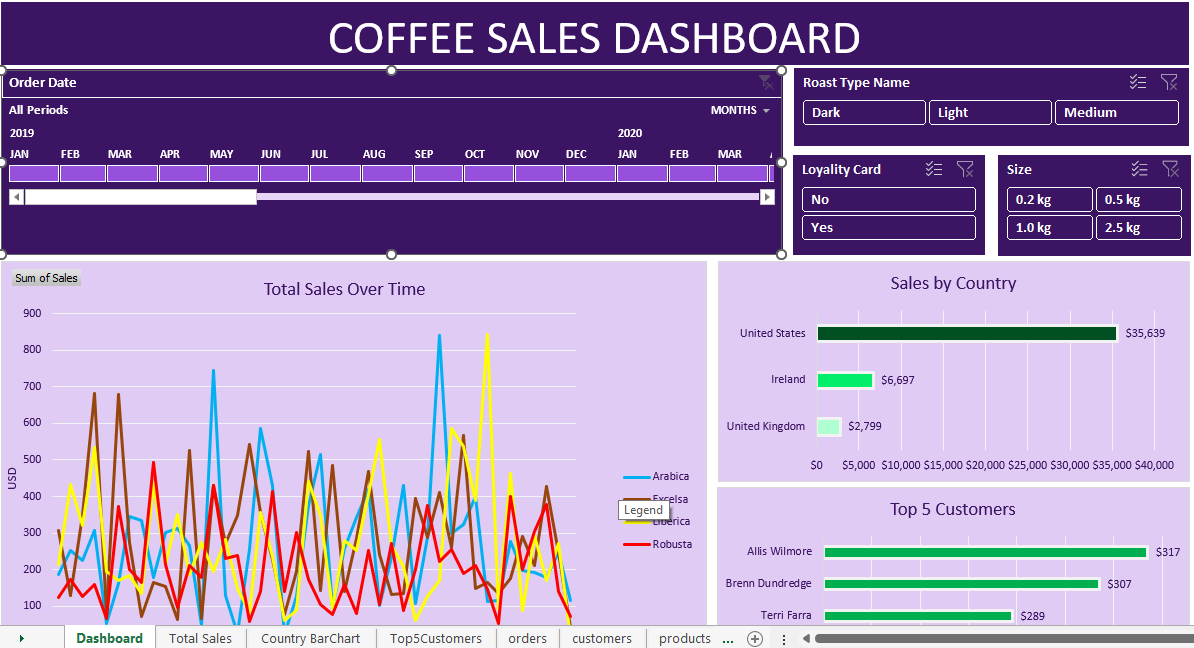 COFFEE SALES DASHBOARD
Order Date
All Periods MONTHS
2019 2020
JAN FEB MAR APR MAY JUN JUL AUG SEP OCT NOV DEC JAN FEB MAR
Roast Type Name
Dark Light Medium
Loyality Card
No
Yes
Size
0.2 kg 0.5 kg
1.0 kg 2.5 kg
Sum of Sales
Total Sales Over Time
900
800
700
600
500
400
300
200
100
USD
Arabica
Excelsa
Legend
Liberica
Robusta
Sales by Country
United States $35,639
Ireland $6,697
United Kingdom $2,799
$0 $5,000 $10,000 $15,000 $20,000 $25,000 $30,000 $35,000 $40,000
Top 5 Customers
Allis Wilmore $317
Brenn Dundredge $307
Terri Farra $289
Dashboard Total Sales Country BarChart Top5Customers orders customers products ...